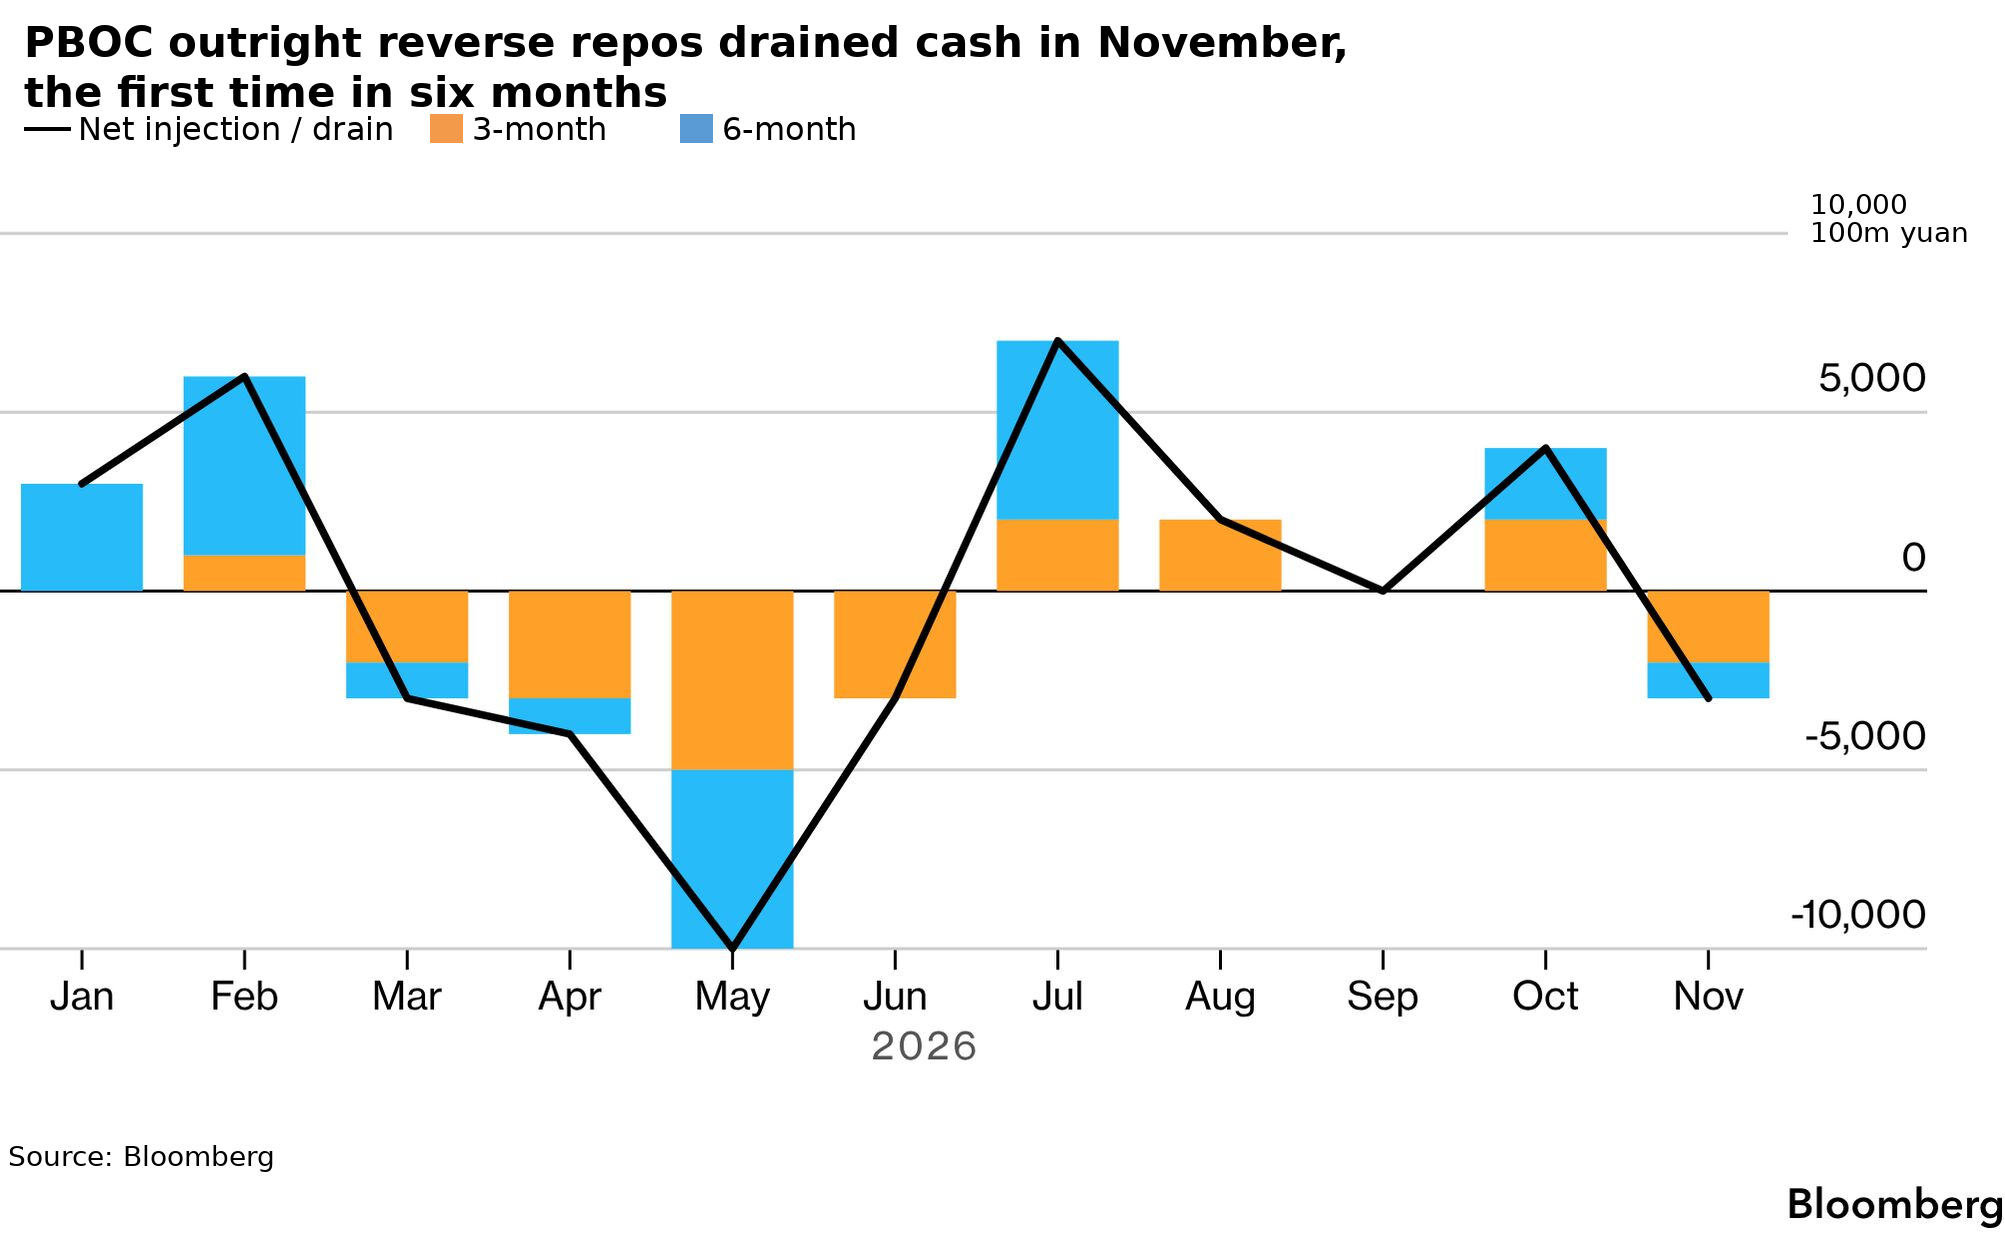 PBOC outright reverse repos drained cash in November,
the first time in six months
Net injection / drain 3-month 6-month
10,000
100m yuan
5,000
0
-5,000
-10,000
Jan Feb Mar Apr May Jun Jul Aug Sep Oct Nov
2026
Source: Bloomberg
Bloomberg